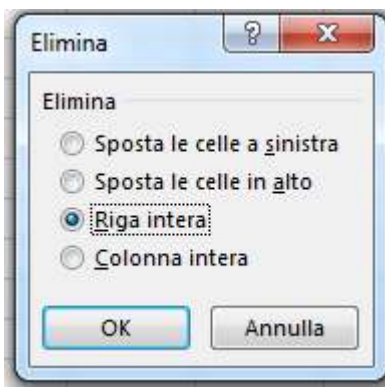 Elimina
Elimina
Sposta le celle a sinistra
Sposta le celle in alto
Riga intera
Colonna intera
OK
Annulla